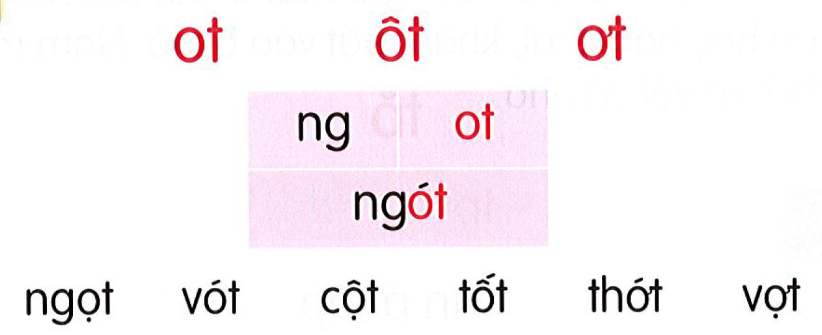 ot ôt ơt
ng ot
ngót
ngọt vót cột tốt thớt vợt